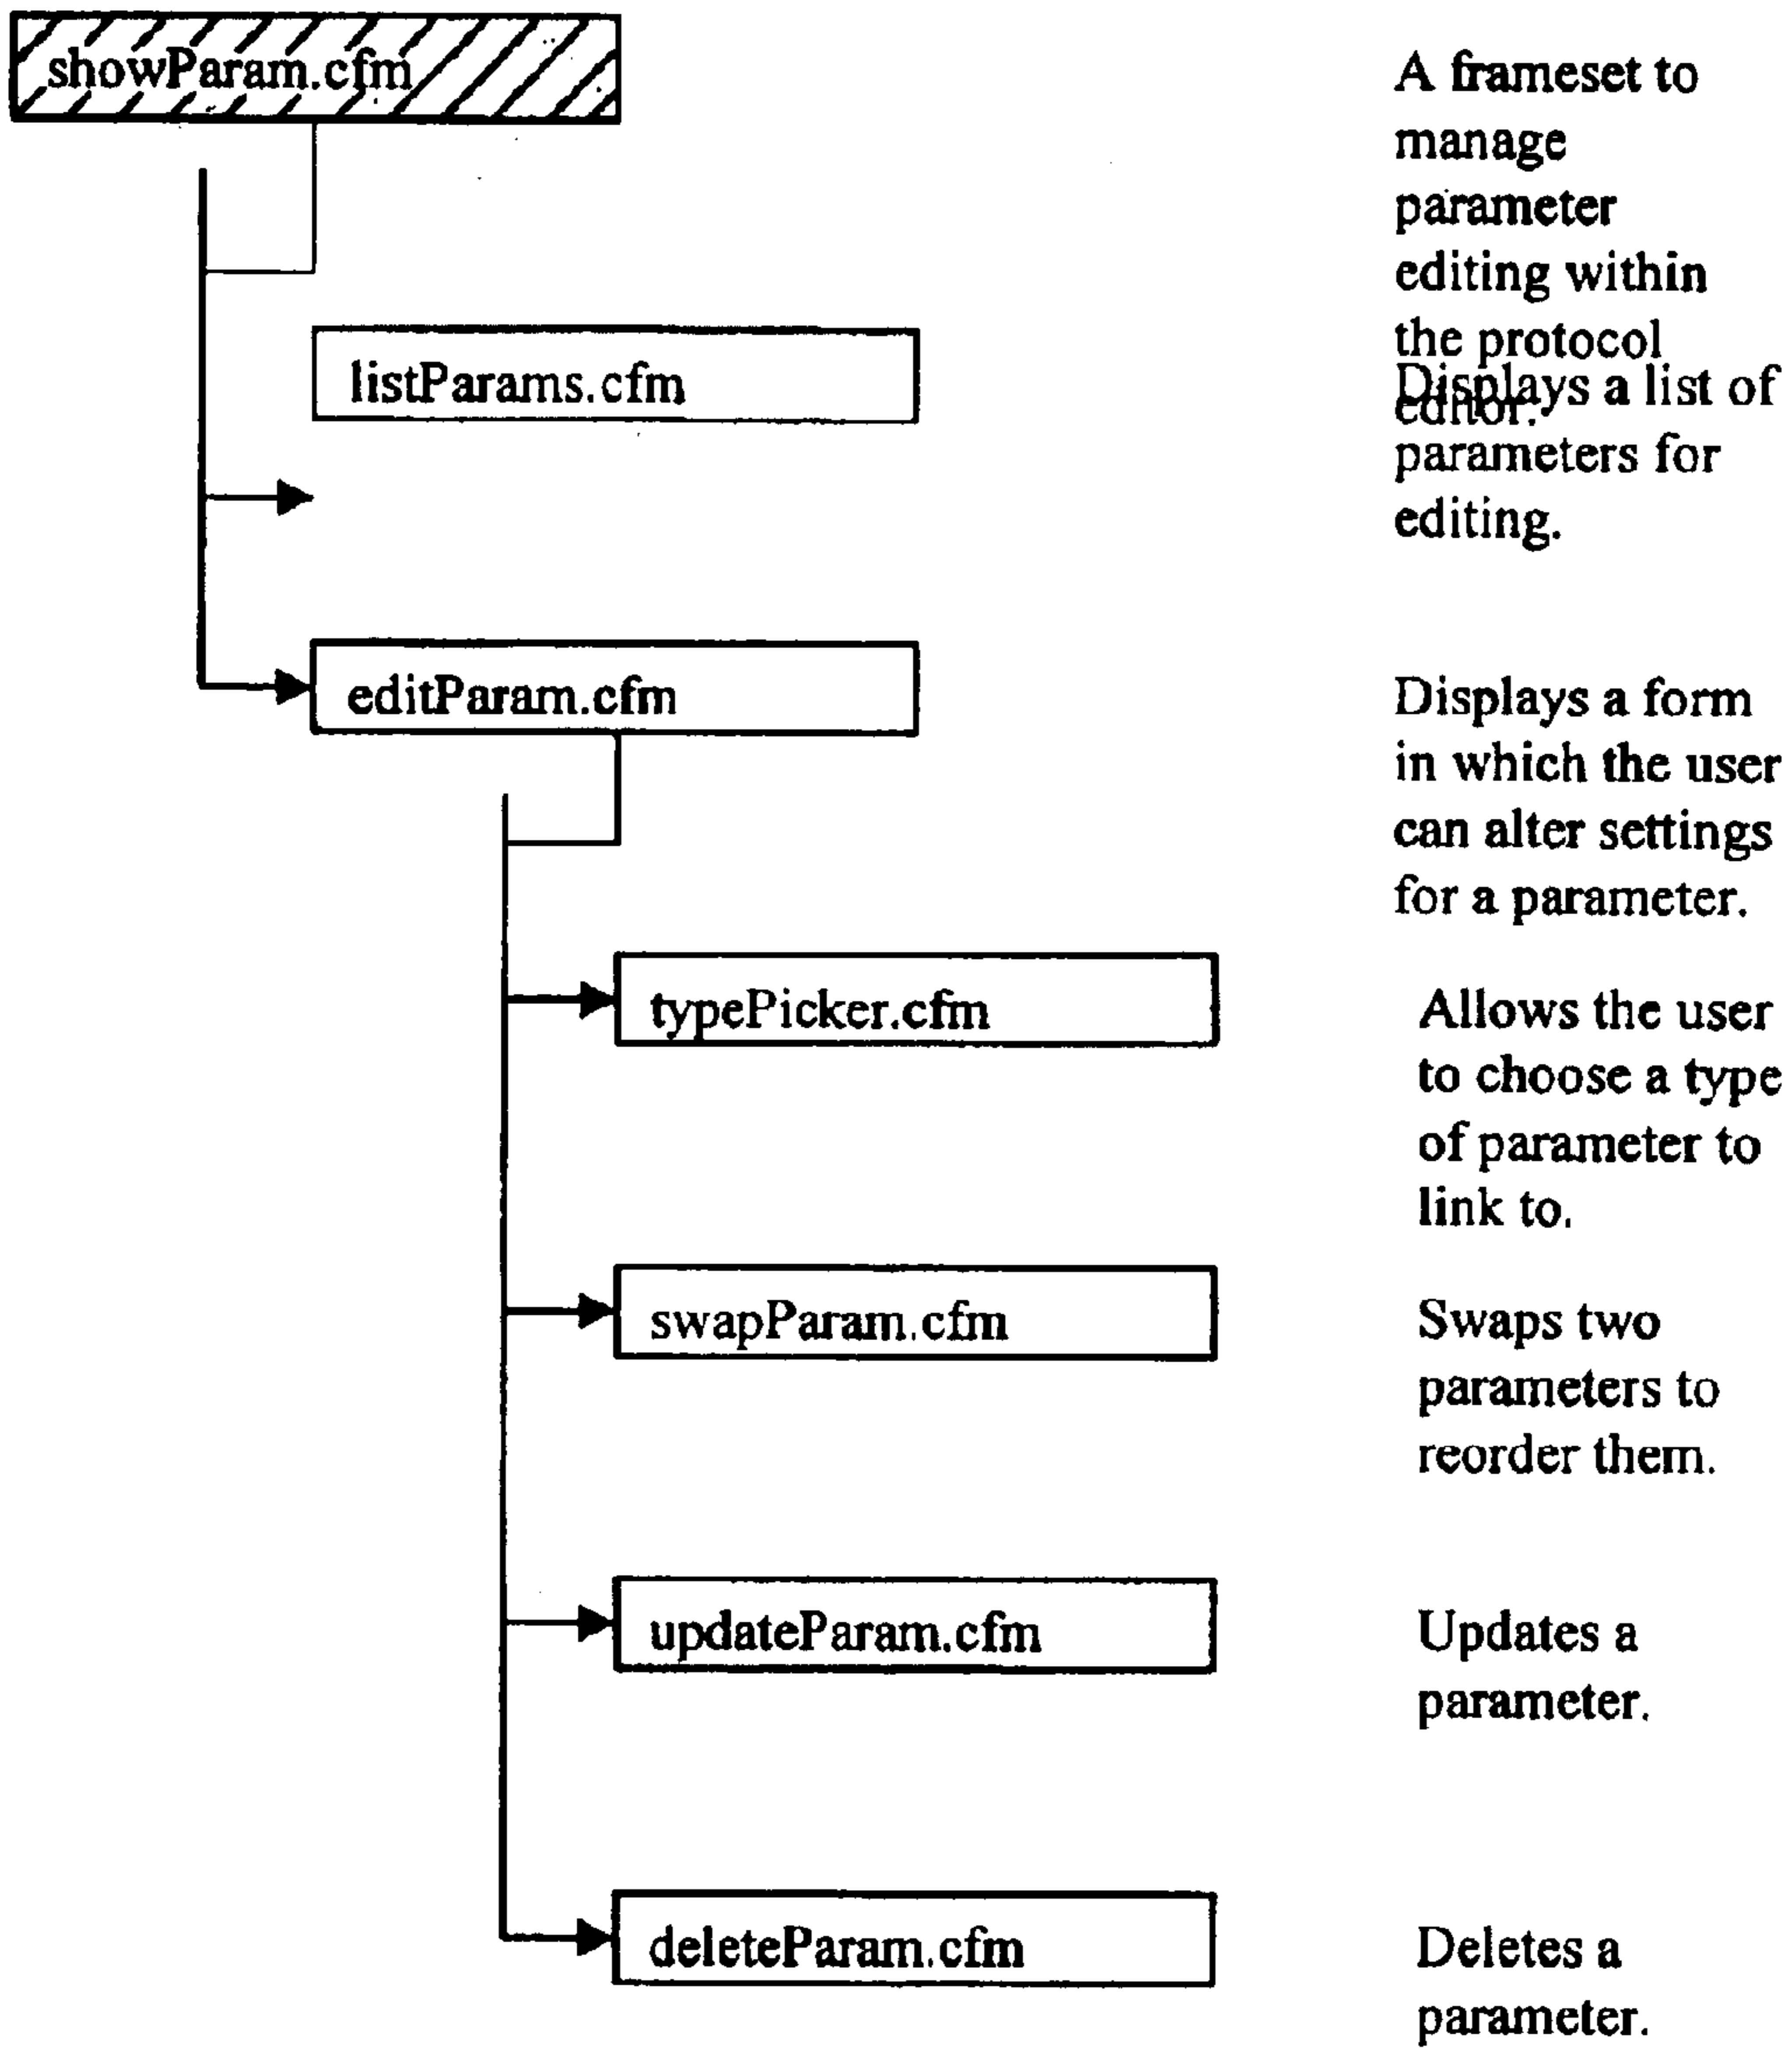 showParam.cfm
A frameset to
manage
parameter
editing within
the protocol
editor.
listParams.cfm
Displays a list of
parameters for
editing.
editParam.cfm
Displays a form
in which the user
can alter settings
for a parameter.
typePicker.cfm
Allows the user
to choose a type
of parameter to
link to.
swapParam.cfm
Swaps two
parameters to
reorder them.
updateParam.cfm
Updates a
parameter.
deleteParam.cfm
Deletes a
parameter.